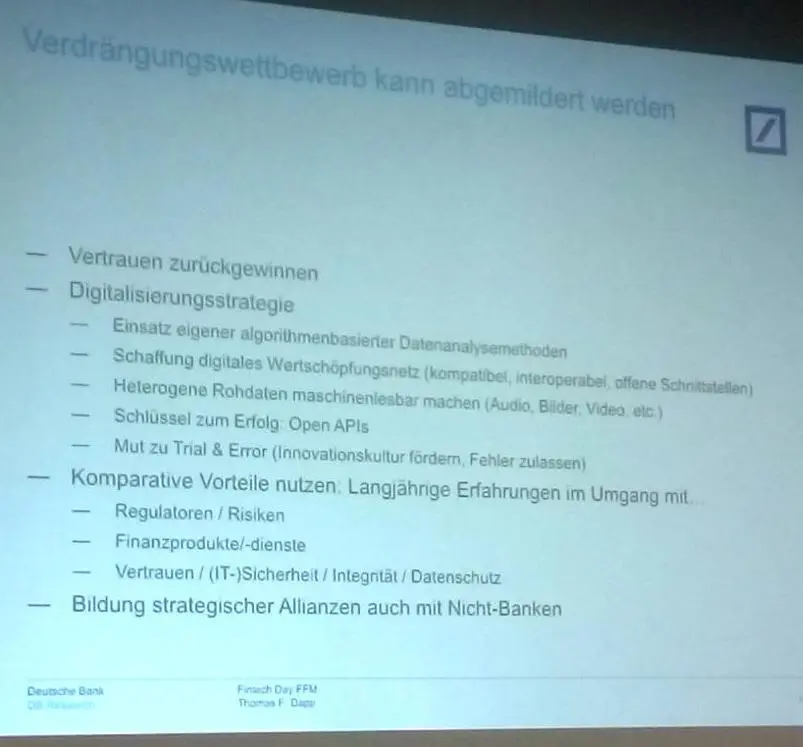 Verdrängungswettbewerb kann abgemildert werden
— Vertrauen zurückgewinnen
— Digitalisierungsstrategie
— Einsatz eigener algorithmenbasierter Datenanalysemethoden
— Schaffung digitales Wertschöpfungsnetz (kompatibel, interoperabel, offene Schnittstellen)
— Heterogene Rohdaten maschinenlesbar machen (Audio, Bilder, Video, etc.)
— Schlüssel zum Erfolg: Open APIs
— Mut zu Trial & Error (Innovationskultur fördern, Fehler zulassen)
— Komparative Vorteile nutzen: Langjährige Erfahrungen im Umgang mit...
— Regulatoren / Risiken
— Finanzprodukte/-dienste
— Vertrauen / (IT-)Sicherheit / Integrität / Datenschutz
— Bildung strategischer Allianzen auch mit Nicht-Banken
Deutsche Bank
DB Research
Fintech Day FFM
Thomas F. Dapp